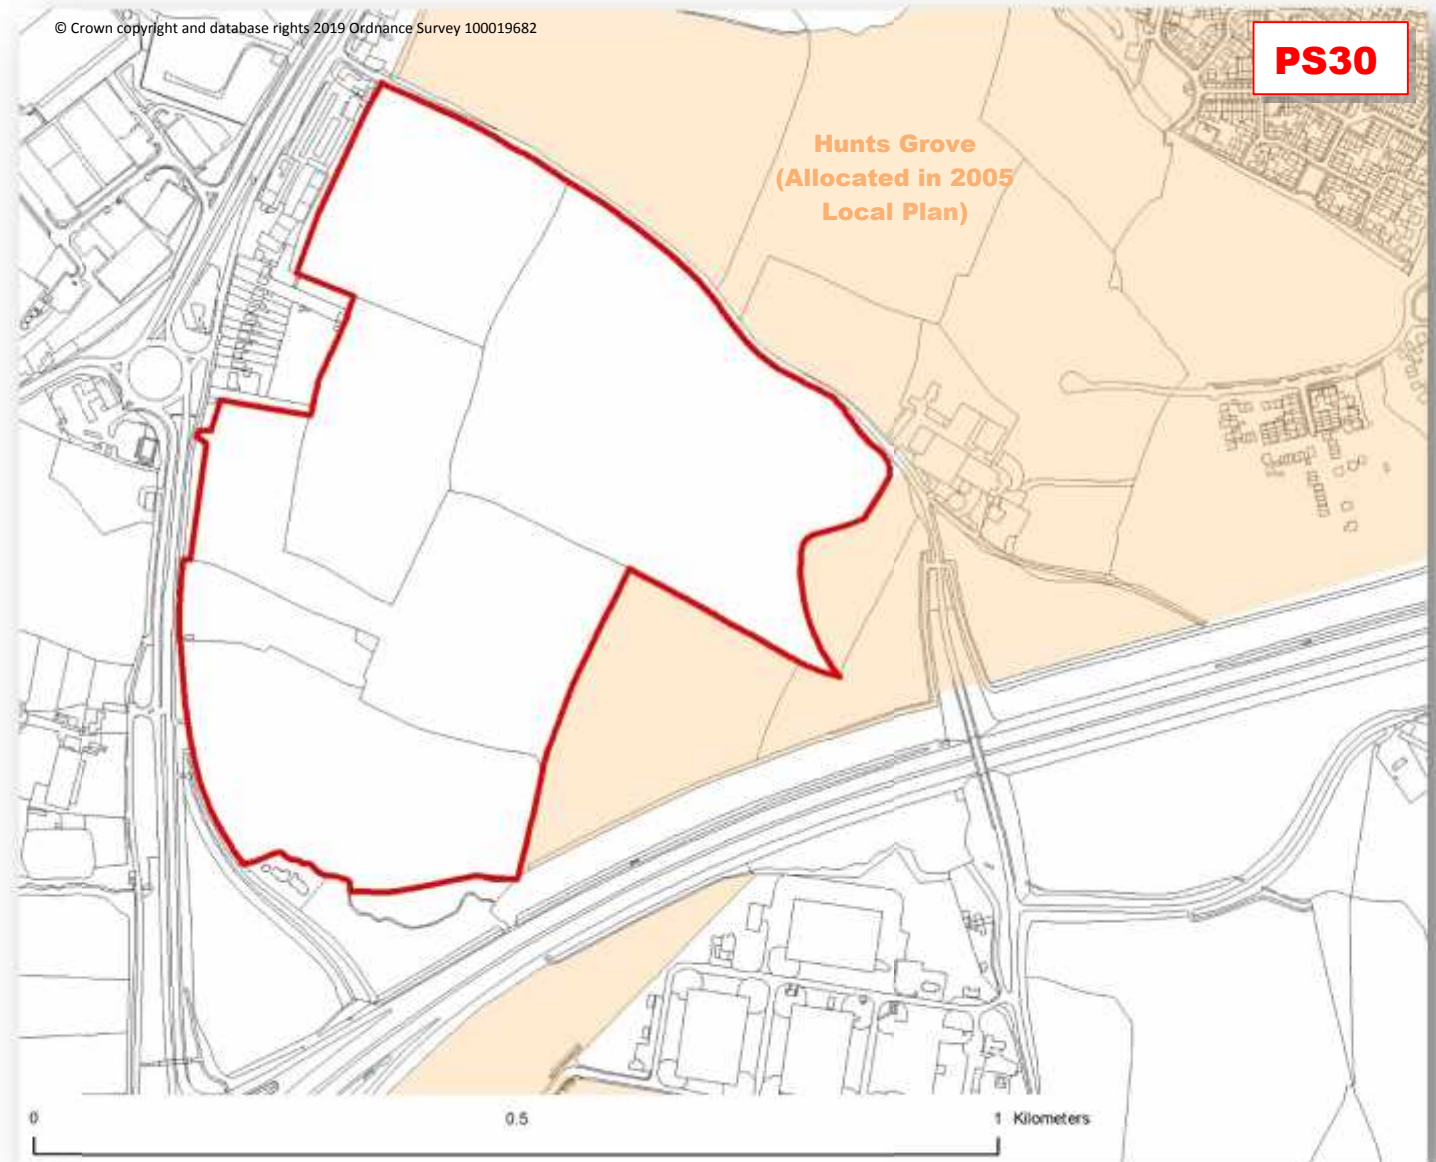 © Crown copyright and database rights 2019 Ordnance Survey 100019682
PS30
Hunts Grove
(Allocated in 2005
Local Plan)
0
0.5
1 Kilometers